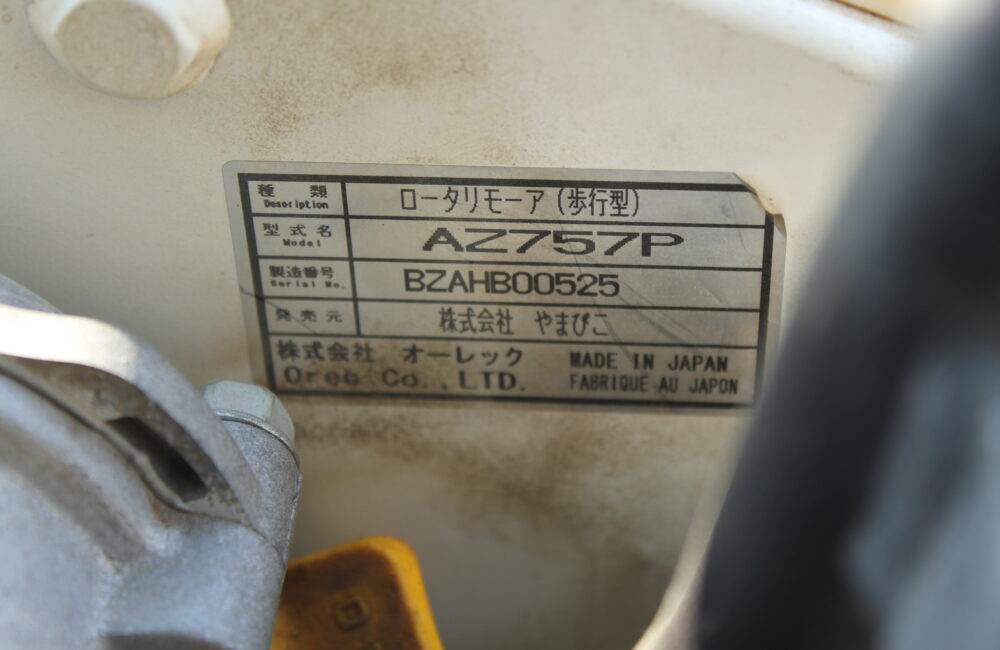 種類 ロータリモーア(歩行型)
Description
型式名 AZ757P
Model
製造番号 BZAHB00525
Serial No.
発売元 株式会社 やまびこ
株式会社 オーレック MADE IN JAPAN
Orec Co.,LTD. FABRIQUE AU JAPON